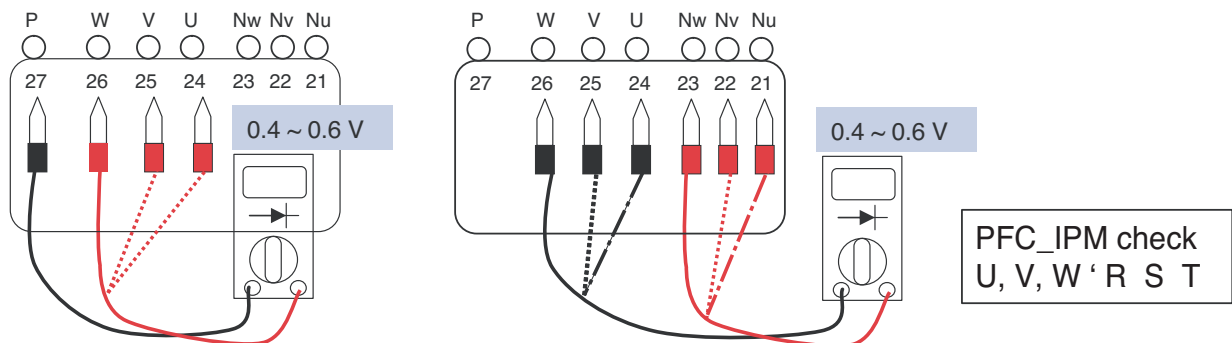 P W V U Nw Nv Nu
27 26 25 24 23 22 21
0.4 ~ 0.6 V
P W V U Nw Nv Nu
27 26 25 24 23 22 21
0.4 ~ 0.6 V
PFC_IPM check
U, V, W ‘ R S T